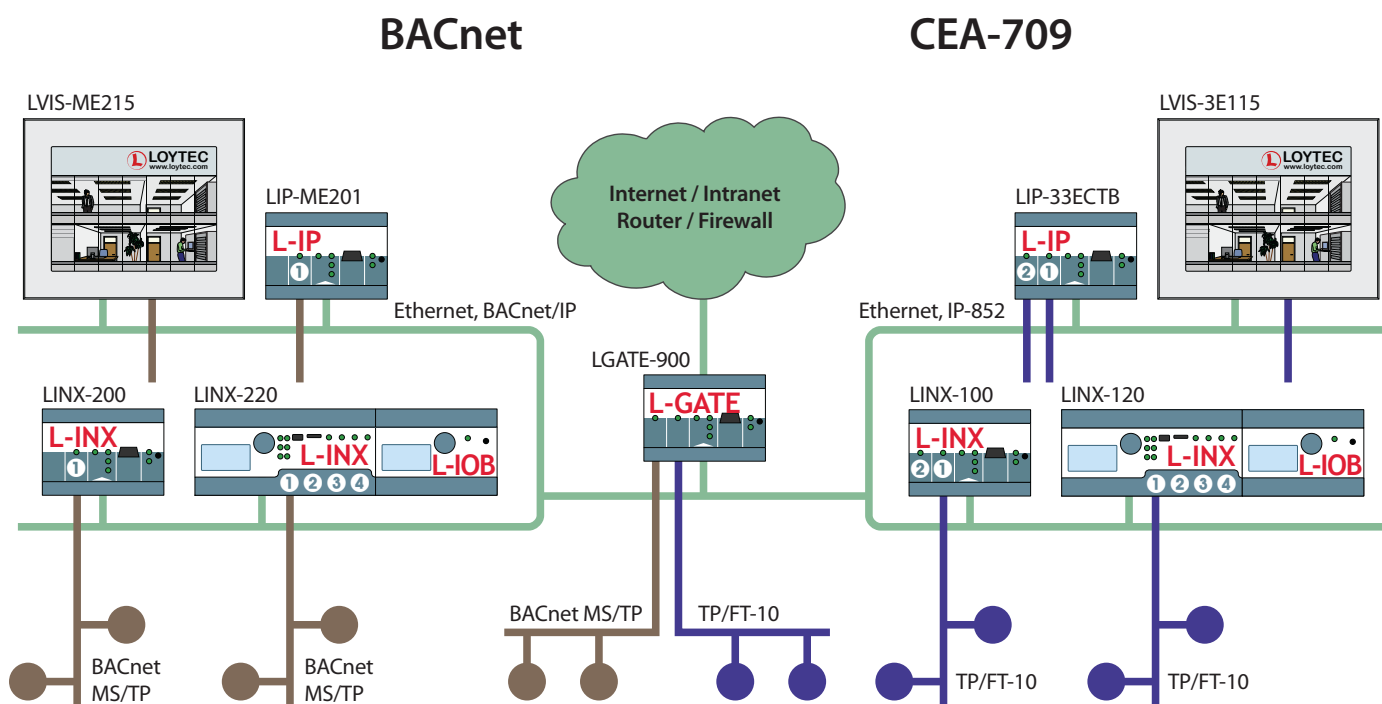 BACnet
CEA-709
LVIS-ME215
LOYTEC
www.loytec.com
LIP-ME201
L-IP
1
Internet / Intranet
Router / Firewall
LIP-33ECTB
L-IP
2 1
LVIS-3E115
LOYTEC
www.loytec.com
Ethernet, BACnet/IP
Ethernet, IP-852
LINX-200
L-INX
1
LINX-220
L-INX
1 2 3 4
L-IOB
LGATE-900
L-GATE
LINX-100
L-INX
2 1
LINX-120
L-INX
1 2 3 4
L-IOB
BACnet
MS/TP
BACnet
MS/TP
BACnet MS/TP
TP/FT-10
TP/FT-10
TP/FT-10